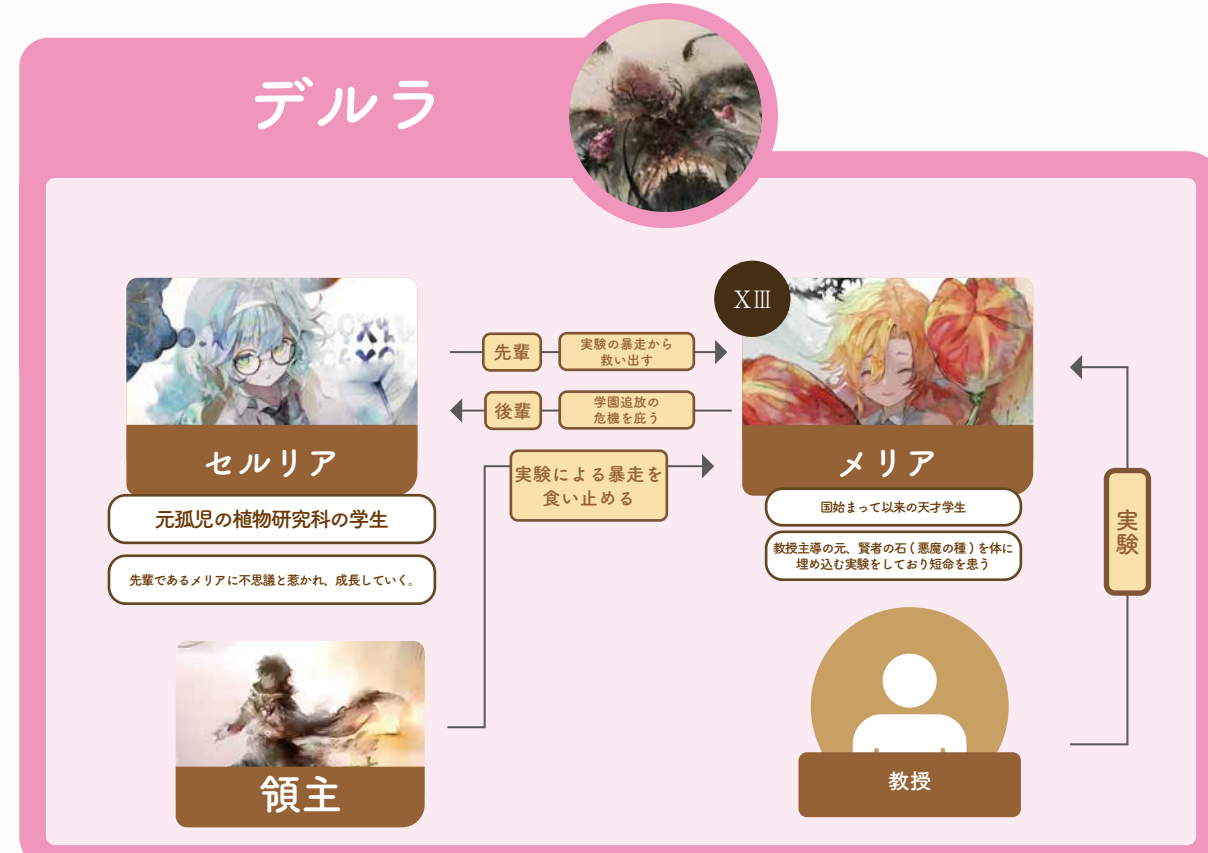 デルラ
XIII
先輩
実験の暴走から
救い出す
後輩
学園追放の
危機を庇う
セルリア
メリア
実験による暴走を
食い止める
元孤児の植物研究科の学生
国始まって以来の天才学生
先輩であるメリアに不思議と惹かれ、成長していく。
教授主導の元、賢者の石(悪魔の種)を体に
埋め込む実験をしており短命を患う
実験
領主
教授